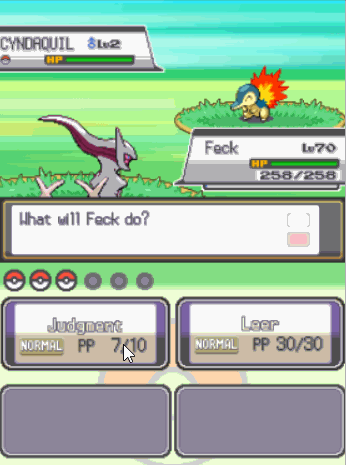 CYNDAQUIL ♂Lv2
HP
Feck Lv70
HP
258/258
What will Feck do?
Judgment
NORMAL PP 7/10
Leer
NORMAL PP 30/30